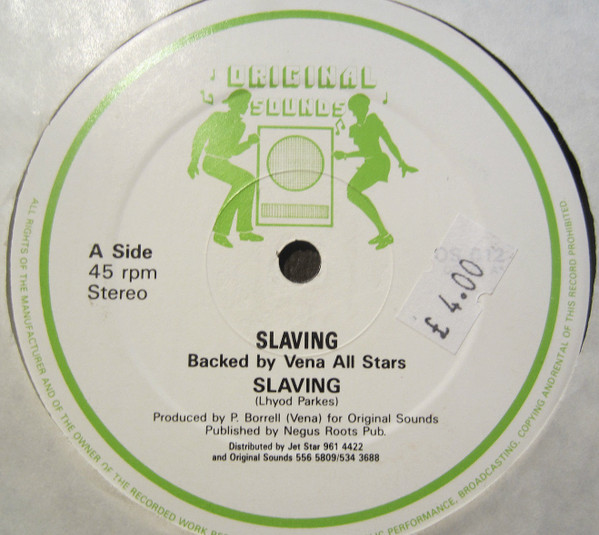 ORIGINAL
SOUNDS
A Side
45 rpm
Stereo
£ 4.00
SLAVING
Backed by Vena All Stars
SLAVING
(Lhyod Parkes)
Produced by P. Borrell (Vena) for Original Sounds
Published by Negus Roots Pub.
Distributed by Jet Star 961 4422
and Original Sounds 556 5809/534 3688
ALL RIGHTS OF THE MANUFACTURER AND OF THE OWNER OF THE RECORDED WORK
PERFORMANCE, BROADCASTING, COPYING ANDRENTAL OF THIS RECORD PROHIBITED